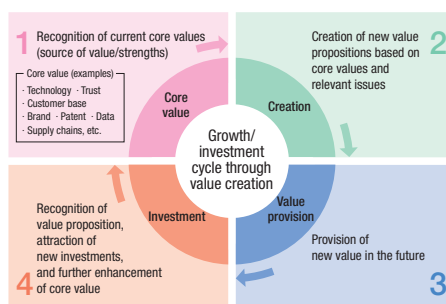 1
Recognition of current core values
(source of value/strengths)
Core value (examples)
· Technology · Trust
· Customer base
· Brand · Patent · Data
· Supply chains, etc.
Core
value
2
Creation of new value
propositions based on
core values and
relevant issues
Creation
Growth/
investment
cycle through
value creation
Value
provision
Provision of
new value in the future
3
Investment
Recognition of
value proposition,
attraction of
new investments,
and further enhancement
of core value
4